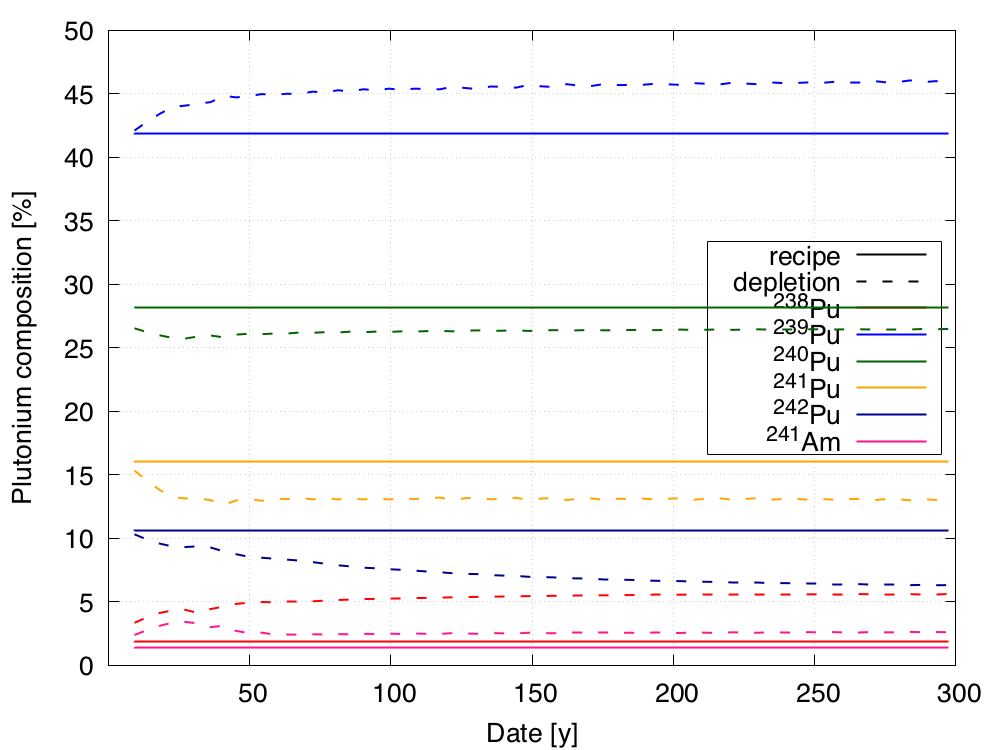 50
45
40
35
30
25
20
15
10
5
0
Plutonium composition [%]
recipe
depletion
²³⁸Pu
²³⁹Pu
²⁴⁰Pu
²⁴¹Pu
²⁴²Pu
²⁴¹Am
50 100 150 200 250 300
Date [y]